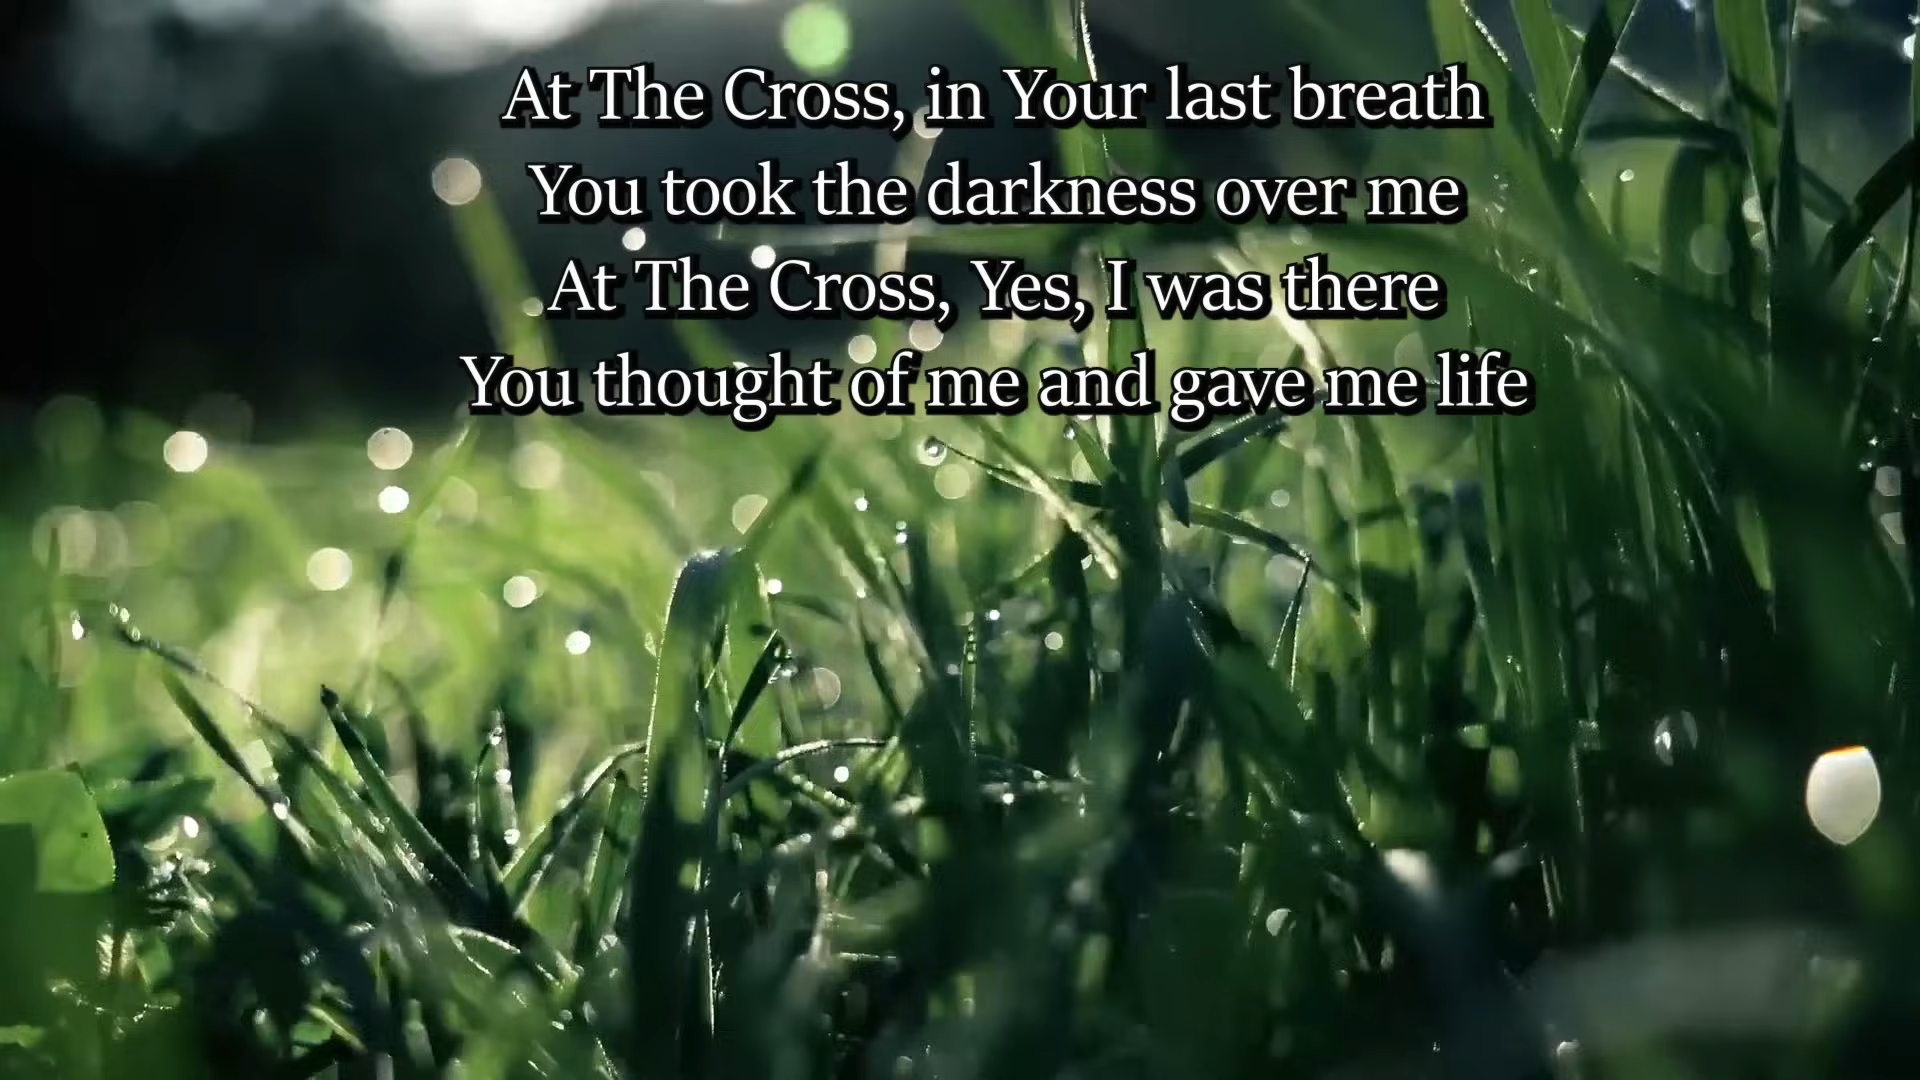 At The Cross, in Your last breath
You took the darkness over me
At The Cross, Yes, I was there
You thought of me and gave me life